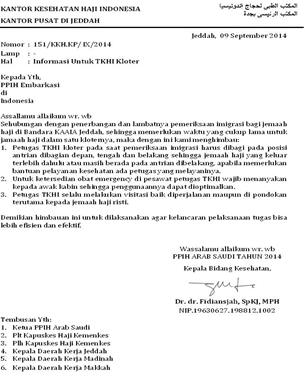 KANTOR KESEHATAN HAJI INDONESIA
المكتب الطبي لحجاج اندونيسيا
KANTOR PUSAT DI JEDDAH
المكتب الرئيسى بجدة
Jeddah, 09 September 2014
Nomor : 151/KKH.KP/ IX/2014
Lamp : -
Hal : Informasi Untuk TKHI Kloter
Kepada Yth,
PPIH Embarkasi
di
Indonesia
Assallamu allaikum wr. wb
Sehubungan dengan penerbangan dan lambatnya pemeriksaan imigrasi bagi jemaah
haji di Bandara KAAIA Jeddah, sehingga memerlukan waktu yang cukup lama untuk
jamaah haji dalam satu kloternya, maka dengan ini kami menghimbau:
1. Petugas TKHI kloter pada saat pemeriksaan imigrasi harus dibagi pada posisi
antrian dibagian depan, tengah dan belakang sehingga jemaah haji yang keluar
terlebih dahulu atau masih berada pada antrian dibelakang, apabila memerlukan
bantuan pelayanan kesehatan ada petugas yang melayaninya.
2. Untuk ketersedian obat emergency di pesawat petugas TKHI wajib menanyakan
kepada awak kabin sehingga penggunaannya dapat dioptimalkan.
3. Petugas TKHI selalu melakukan visitasi baik diperjalanan maupun di pondokan
terutama kepada jemaah haji risti.
Demikian himbauan ini untuk dilaksanakan agar kelancaran pelaksanaan tugas bisa
lebih efisien dan efektif.
Wassalamu allaikum wr. wb
PPIH ARAB SAUDI TAHUN 2014
Kepala Bidang Kesehatan,
Dr. dr. Fidiansjah, SpKJ, MPH
NIP.19630627.198812.1002
Tembusan Yth:
1. Ketua PPIH Arab Saudi
2. Plt Kapuskes Haji Kemenkes
3. Plh Kapuskes Haji Kemenkes
4. Kepala Daerah Kerja Jeddah
5. Kepala Daerah Kerja Madinah
6. Kepala Daerah Kerja Makkah